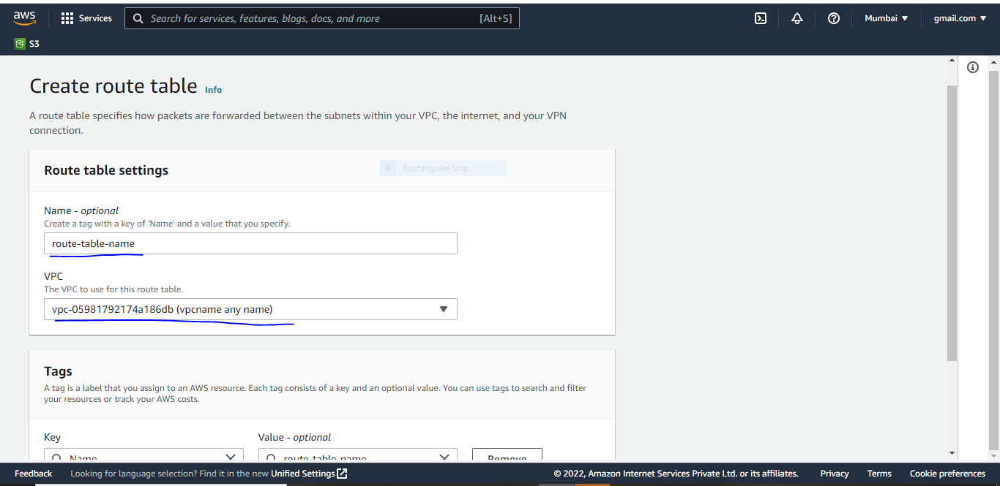 aws
Services
Search for services, features, blogs, docs, and more [Alt+S]
Mumbai
gmail.com
S3
Create route table Info
A route table specifies how packets are forwarded between the subnets within your VPC, the internet, and your VPN
connection.
Route table settings
Rectangular Snip
Name - optional
Create a tag with a key of 'Name' and a value that you specify.
route-table-name
VPC
The VPC to use for this route table.
vpc-05981792174a186db (vpcname any name)
Tags
A tag is a label that you assign to an AWS resource. Each tag consists of a key and an optional value. You can use tags to search and filter
your resources or track your AWS costs.
Key Value - optional
Name route-table-name Remove
Feedback Looking for language selection? Find it in the new Unified Settings © 2022, Amazon Internet Services Private Ltd. or its affiliates. Privacy Terms Cookie preferences